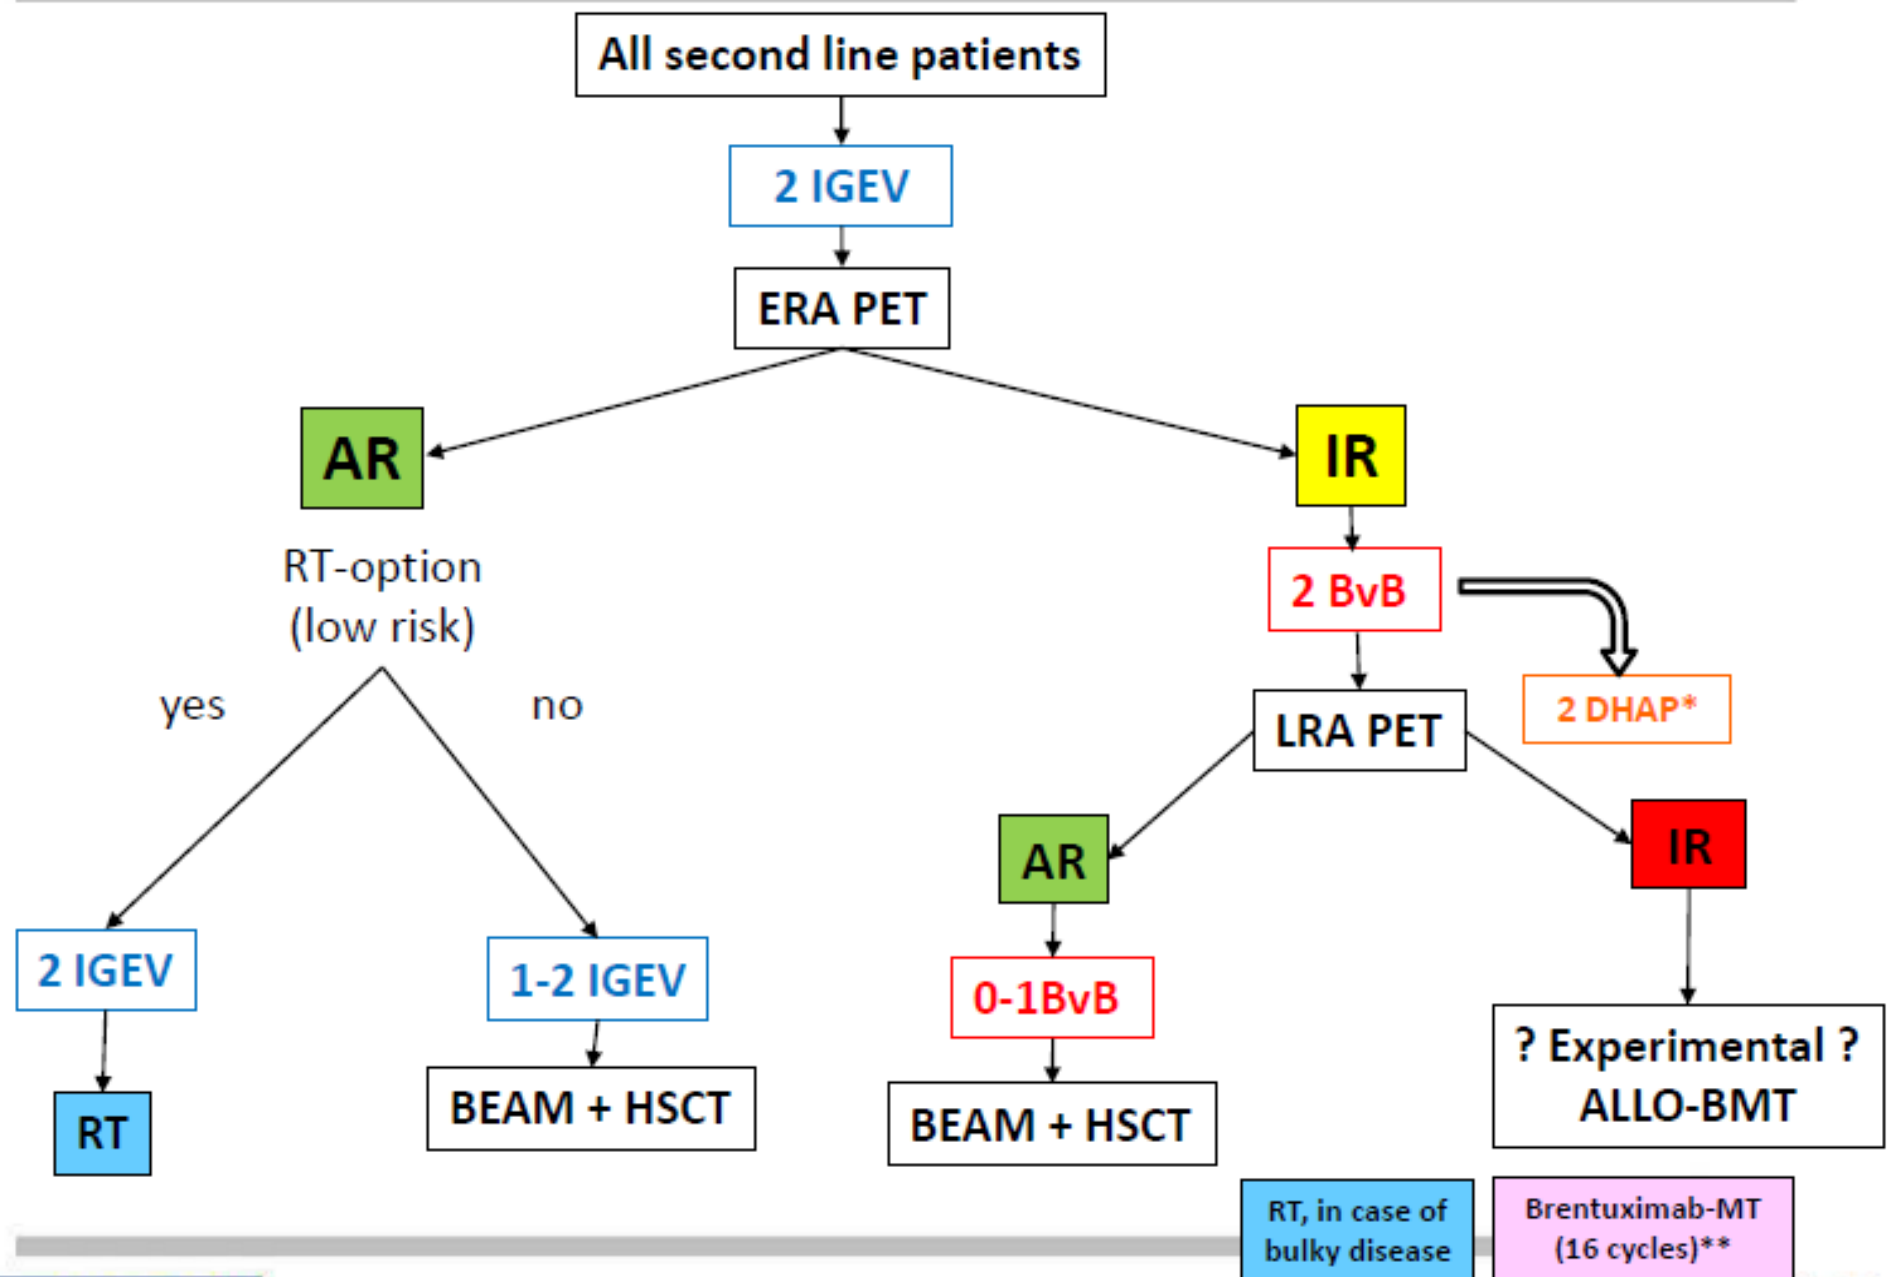 All second line patients
2 IGEV
ERA PET
AR
IR
RT-option
(low risk)
2 BvB
yes
no
2 DHAP*
LRA PET
AR
IR
2 IGEV
1-2 IGEV
0-1BvB
? Experimental ?
ALLO-BMT
RT
BEAM + HSCT
BEAM + HSCT
RT, in case of
bulky disease
Brentuximab-MT
(16 cycles)**